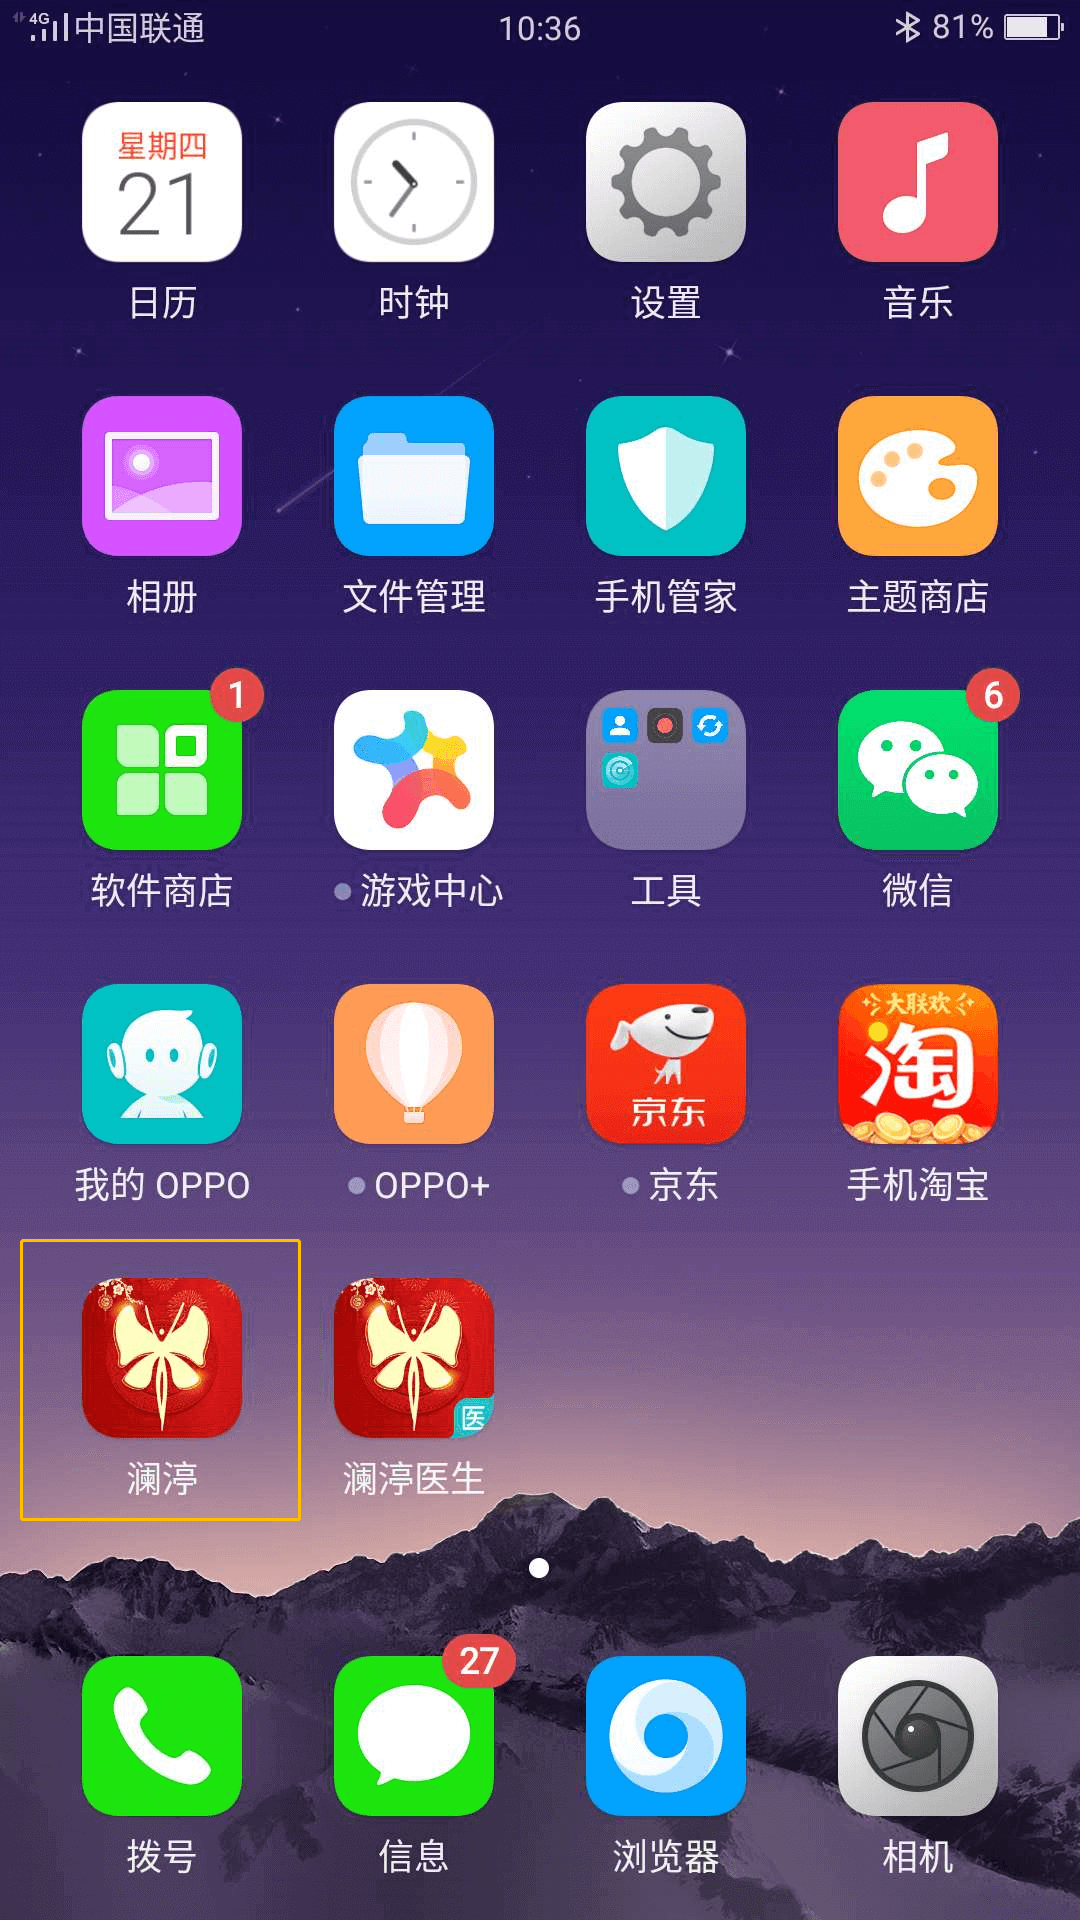 4G 中国联通 10:36 81%
星期四
21
日历 时钟 设置 音乐
相册 文件管理 手机管家 主题商店
1 6
软件商店 游戏中心 工具 微信
大联欢
淘
京东
我的 OPPO OPPO+ 京东 手机淘宝
医
澜渟 澜渟医生
27
拨号 信息 浏览器 相机